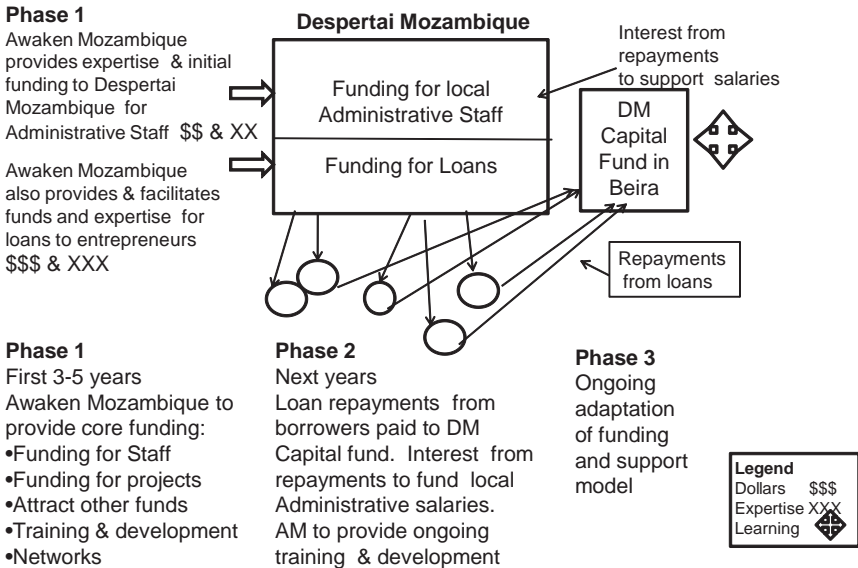 Phase 1
Awaken Mozambique
provides expertise & initial
funding to Despertai
Mozambique for
Administrative Staff $$ & XX
Awaken Mozambique
also provides & facilitates
funds and expertise for
loans to entrepreneurs
$$$ & XXX
Despertai Mozambique
Funding for local
Administrative Staff
Funding for Loans
Interest from
repayments
to support salaries
DM
Capital
Fund in
Beira
Repayments
from loans
Phase 1
First 3-5 years
Awaken Mozambique to
provide core funding:
•Funding for Staff
•Funding for projects
•Attract other funds
•Training & development
•Networks
Phase 2
Next years
Loan repayments from
borrowers paid to DM
Capital fund. Interest from
repayments to fund local
Administrative salaries.
AM to provide ongoing
training & development
Phase 3
Ongoing
adaptation
of funding
and support
model
Legend
Dollars $$$
Expertise XXX
Learning